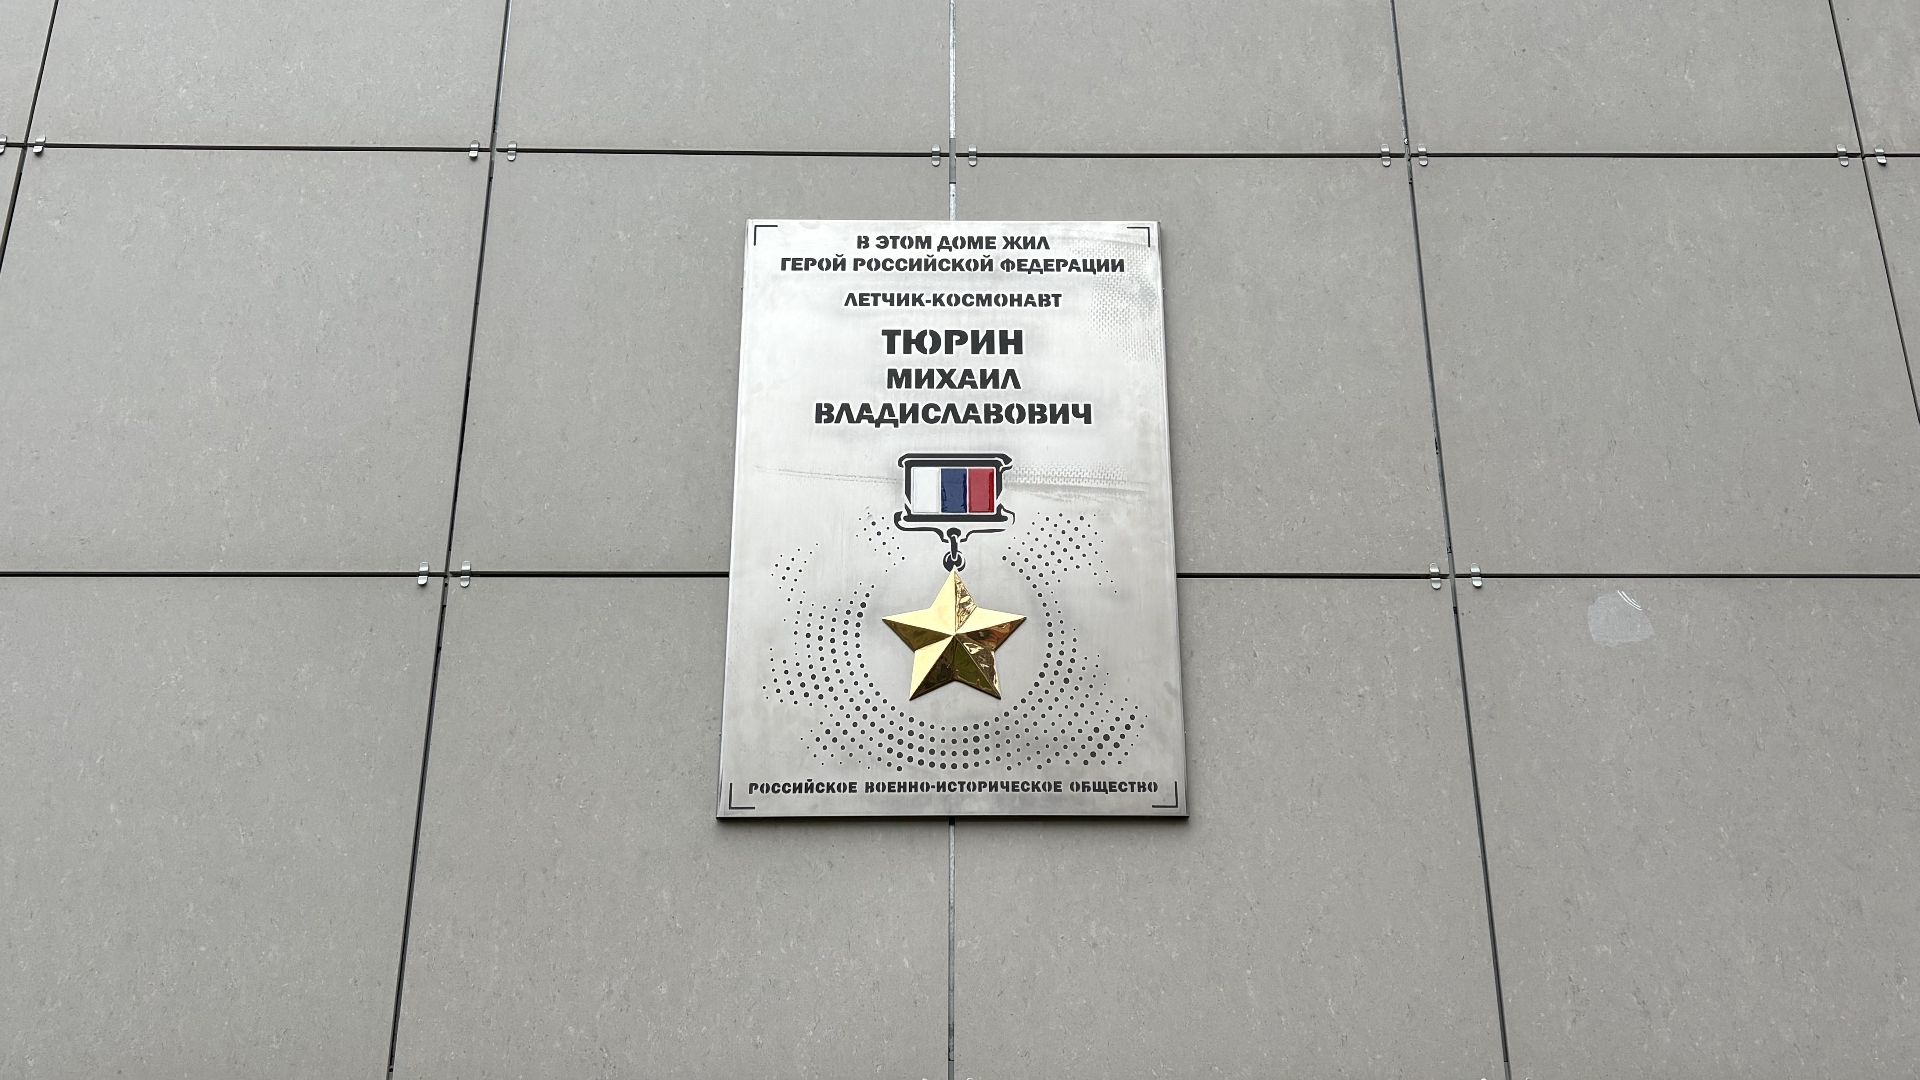 В ЭТОМ ДОМЕ ЖИЛ
ГЕРОЙ РОССИЙСКОЙ ФЕДЕРАЦИИ
ЛЕТЧИК-КОСМОНАВТ
ТЮРИН
МИХАИЛ
ВЛАДИСЛАВОВИЧ
РОССИЙСКОЕ ВОЕННО-ИСТОРИЧЕСКОЕ ОБЩЕСТВО